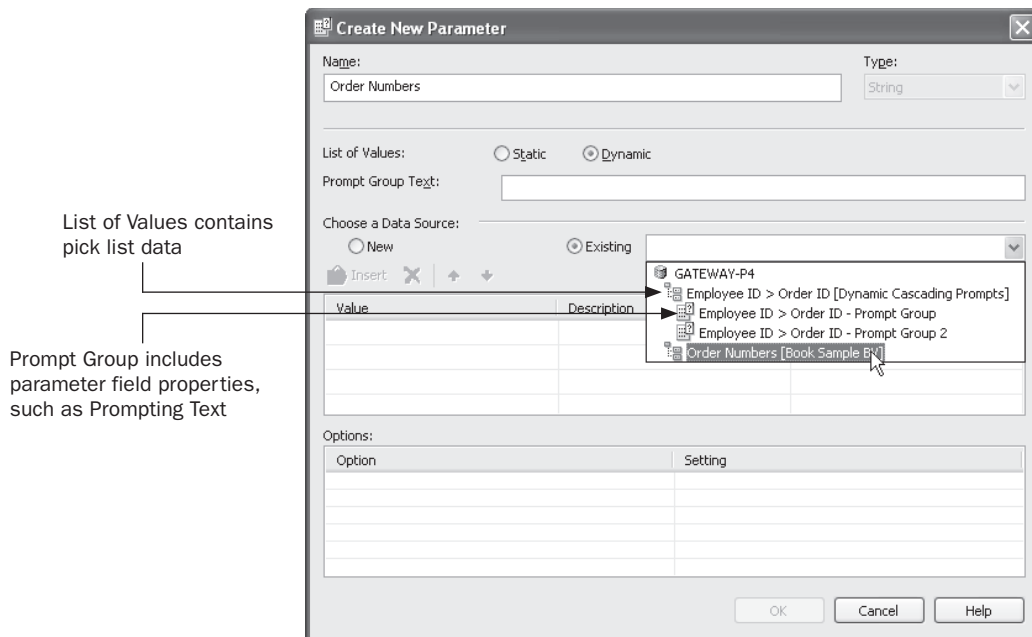 Create New Parameter
Name:
Type:
Order Numbers
String
List of Values:
Static
Dynamic
Prompt Group Text:
List of Values contains
pick list data
Choose a Data Source:
New
Existing
Insert
GATEWAY-P4
Employee ID > Order ID [Dynamic Cascading Prompts]
Value
Description
Employee ID > Order ID - Prompt Group
Employee ID > Order ID - Prompt Group 2
Order Numbers [Book Sample BV]
Prompt Group includes
parameter field properties,
such as Prompting Text
Options:
Option
Setting
OK
Cancel
Help